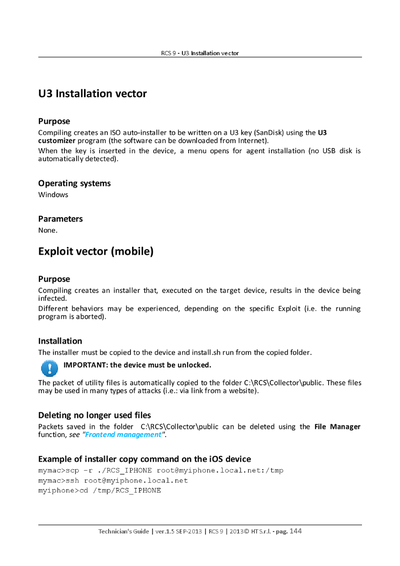 RCS 9 - U3 Installation vector
U3 Installation vector
Purpose
Compiling creates an ISO auto-installer to be written on a U3 key (SanDisk) using the U3
customizer program (the software can be downloaded from Internet).
When the key is inserted in the device, a menu opens for agent installation (no USB disk is
automatically detected).
Operating systems
Windows
Parameters
None.
Exploit vector (mobile)
Purpose
Compiling creates an installer that, executed on the target device, results in the device being
infected.
Different behaviors may be experienced, depending on the specific Exploit (i.e. the running
program is aborted).
Installation
The installer must be copied to the device and install.sh run from the copied folder.
IMPORTANT: the device must be unlocked.
The packet of utility files is automatically copied to the folder C:\RCS\Collector\public. These files
may be used in many types of attacks (i.e.: via link from a website).
Deleting no longer used files
Packets saved in the folder C:\RCS\Collector\public can be deleted using the File Manager
function, see "Frontend management".
Example of installer copy command on the iOS device
mymac>scp -r ./RCS_IPHONE root@myiphone.local.net:/tmp
mymac>ssh root@myiphone.local.net
myiphone>cd /tmp/RCS_IPHONE
Technician's Guide | ver.1.5 SEP-2013 | RCS 9 | 2013© HT S.r.l. - pag. 144